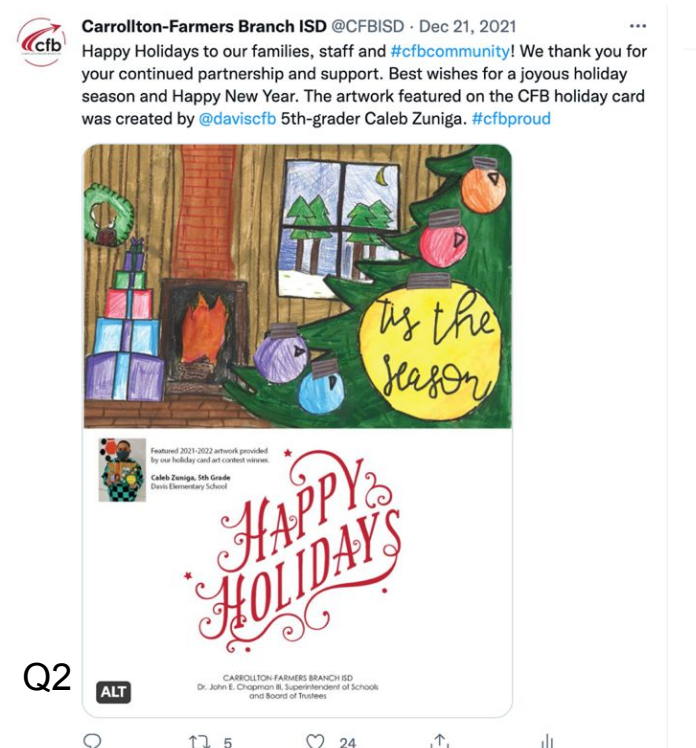 Carrollton-Farmers Branch ISD @CFBISD · Dec 21, 2021
cfb
Happy Holidays to our families, staff and #cfbcommunity! We thank you for
your continued partnership and support. Best wishes for a joyous holiday
season and Happy New Year. The artwork featured on the CFB holiday card
was created by @daviscfb 5th-grader Caleb Zuniga. #cfbproud
tis the
season
Featured 2021-2022 artwork provided
by our holiday card art contest winner.
Caleb Zuniga, 5th Grade
Davis Elementary School
HAPPY
HOLIDAYS
Q2
ALT
CARROLLTON-FARMERS BRANCH ISD
Dr. John E. Chapman III, Superintendent of Schools
and Board of Trustees
5
24